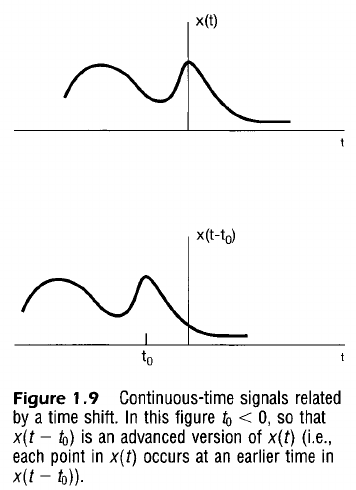 x(t)
t
x(t-t₀)
t
t₀
Figure 1.9 Continuous-time signals related
by a time shift. In this figure t₀ < 0, so that
x(t − t₀) is an advanced version of x(t) (i.e.,
each point in x(t) occurs at an earlier time in
x(t − t₀)).